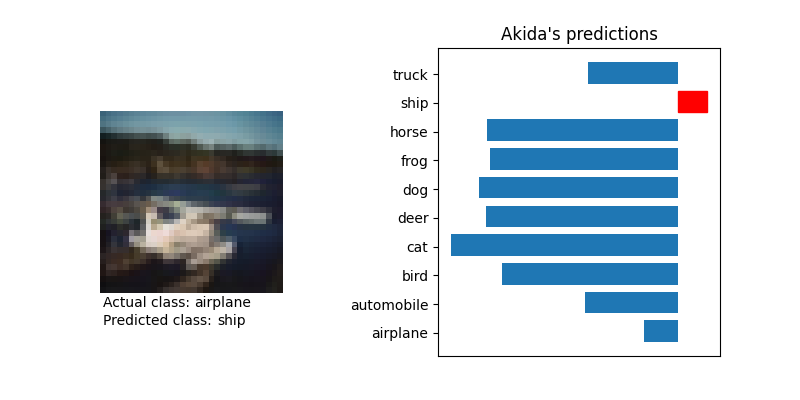 Akida's predictions
truck
ship
horse
frog
dog
deer
cat
bird
automobile
airplane
Actual class: airplane
Predicted class: ship